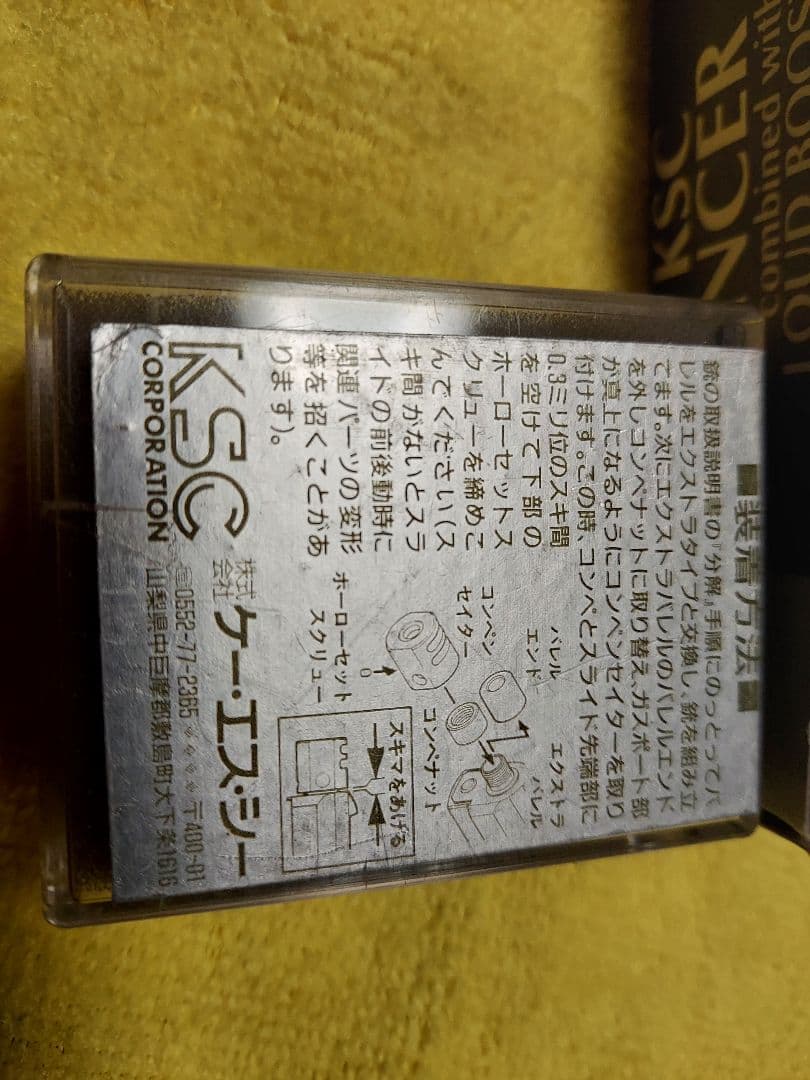 ■装着方法■
銃の取扱説明書の『分解』手順にのっとってバ
レルをエクストラタイプと交換し、銃を組み立
てます。次にエクストラバレルのバレルエンド
を外しコンペナットに取り替え、ガスポート部
が真上になるようにコンペンセイターを取り
付けます。この時、コンペとスライド先端部に
0.3ミリ位のスキ間
を空けて下部の
ホーローセットス
クリューを締めこ
んでください(ス
キ間がないとスラ
イドの前後動時に
関連パーツの変形
等を招くことがあ
ります)。
バレル
エンド
エクストラ
バレル
コンペン
セイター
コンペナット
ホーローセット
スクリュー
スキマをあける
KSC
CORPORATION
株式
会社
ケー・エス・シー
☎0552-77-2365
〒400-01
山梨県中巨摩郡敷島町大下条1616
KSC
NCER
combined with
LOUD BOOS